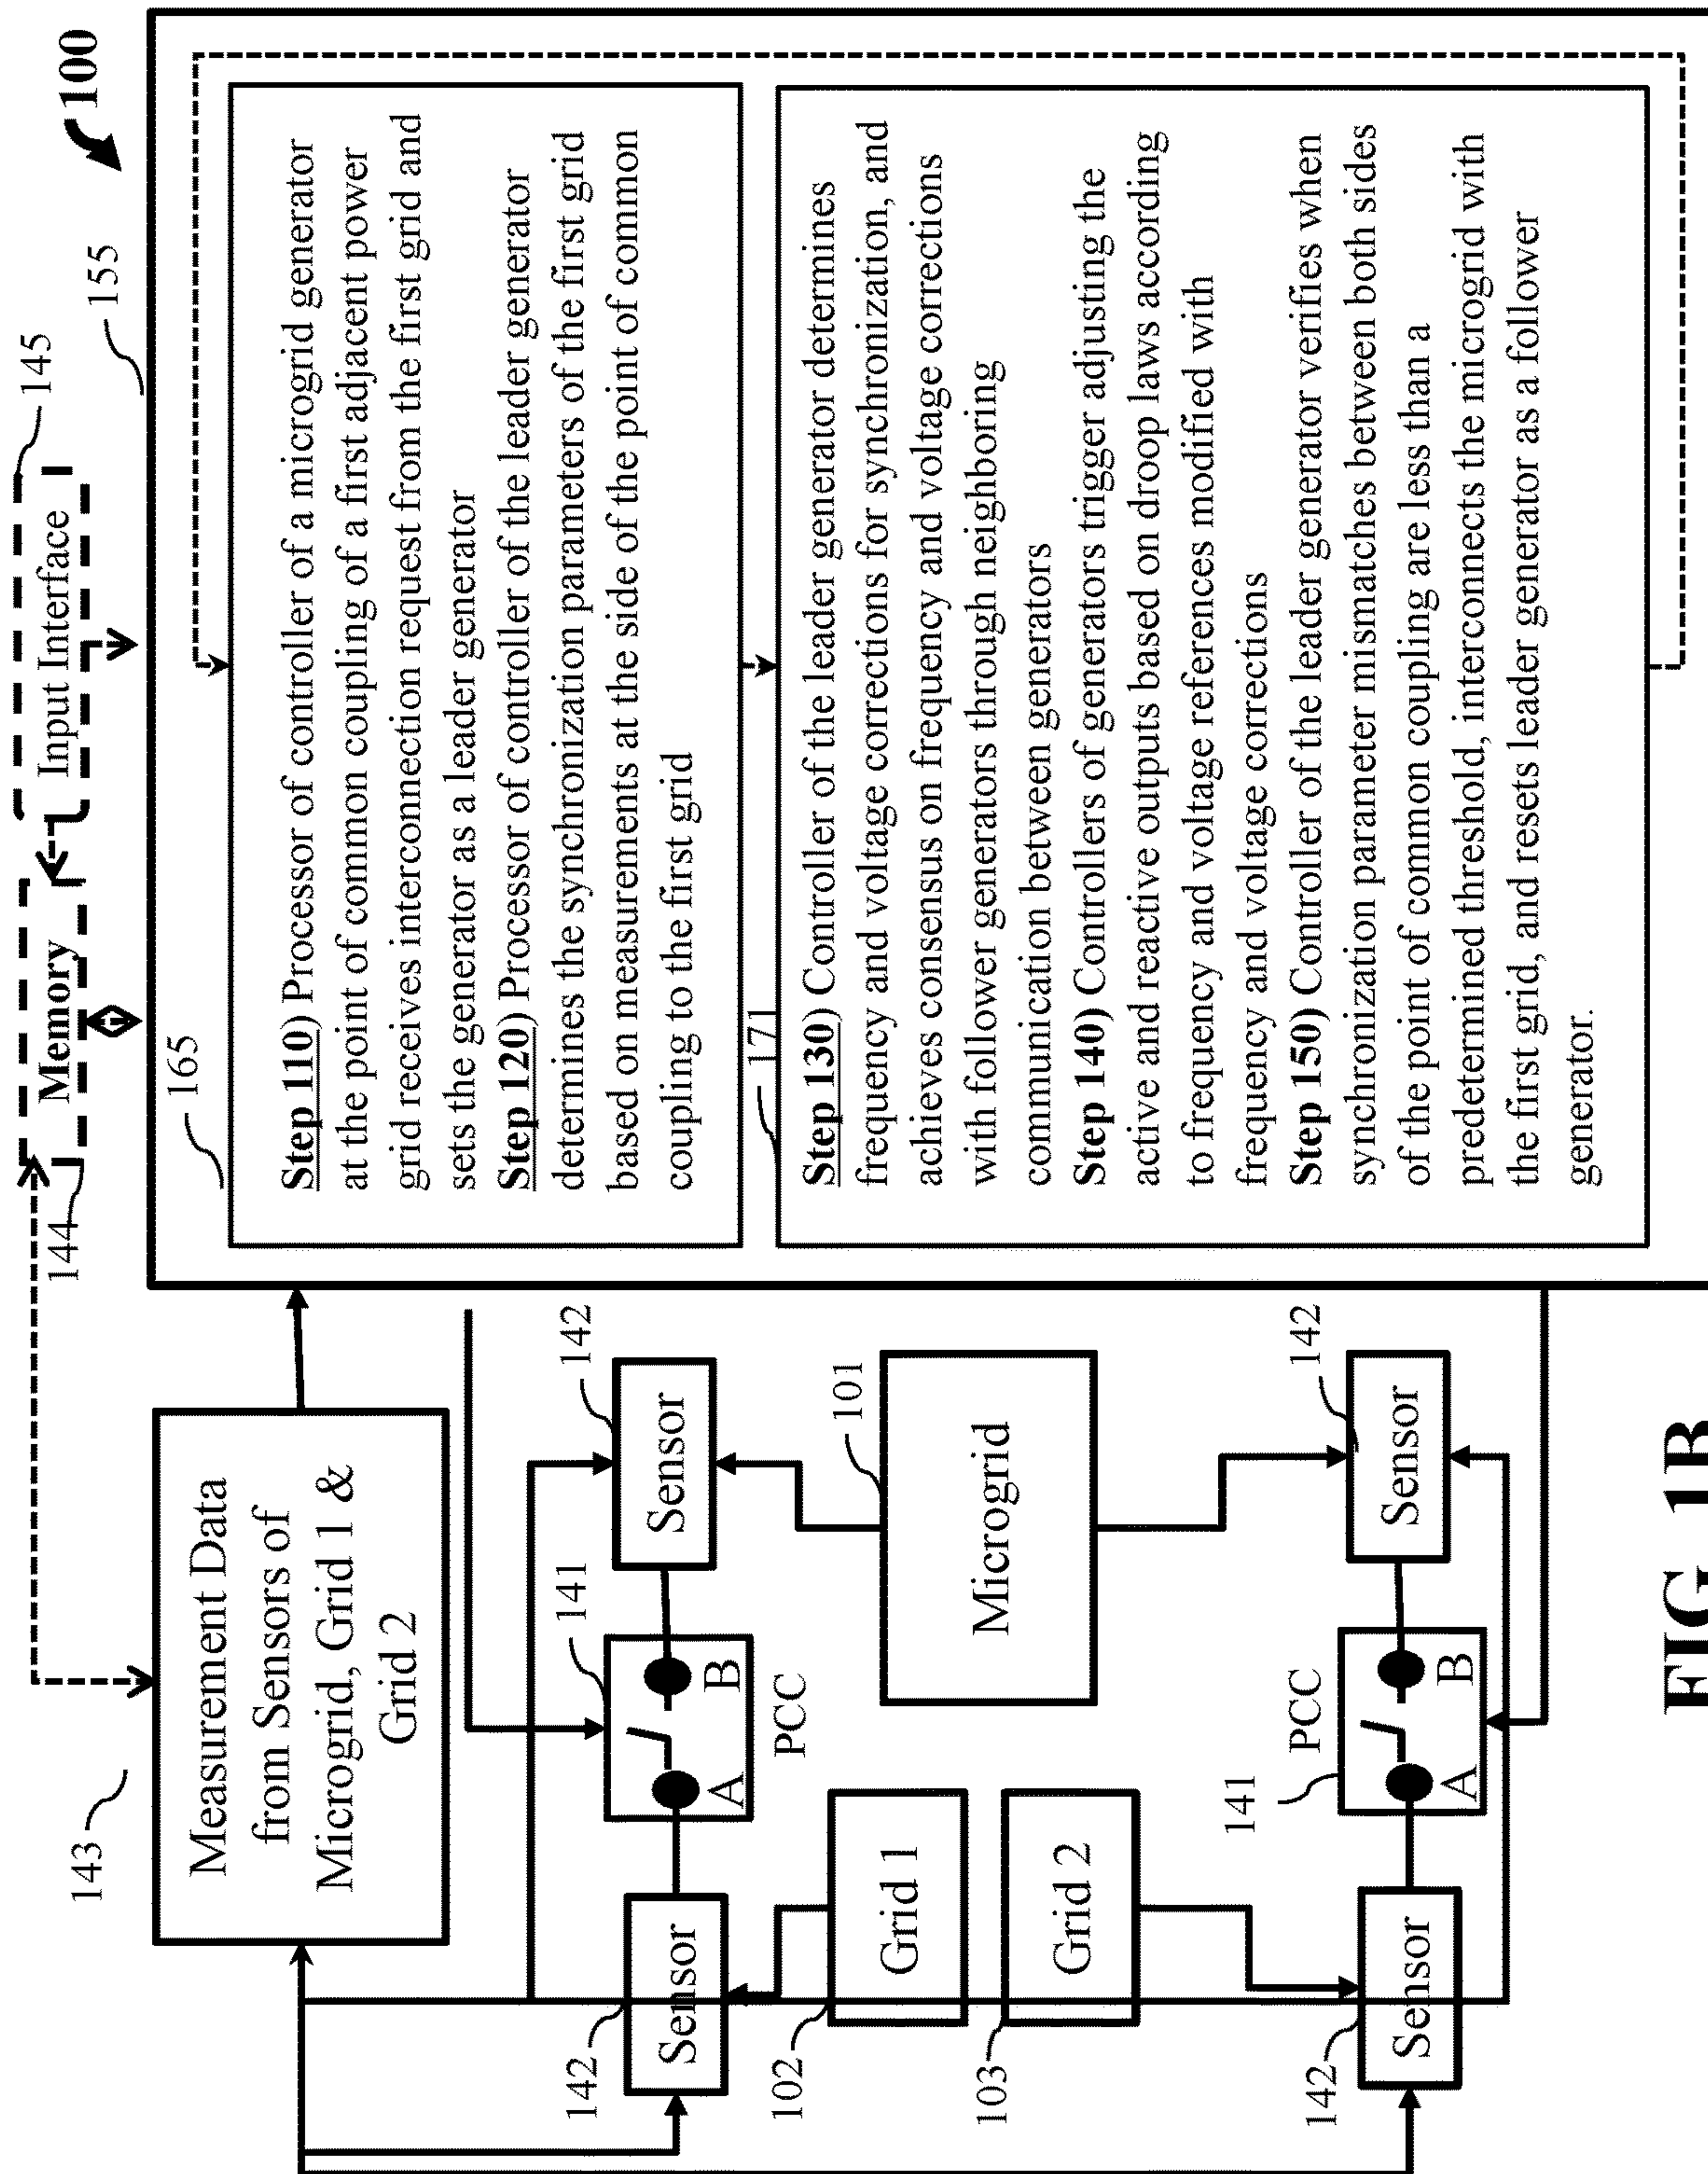 100
143
Measurement Data
from Sensors of
Microgrid, Grid 1 &
Grid 2
144
Memory
Input Interface
145
155
165
Step 110) Processor of controller of a microgrid generator
at the point of common coupling of a first adjacent power
grid receives interconnection request from the first grid and
sets the generator as a leader generator
Step 120) Processor of controller of the leader generator
determines the synchronization parameters of the first grid
based on measurements at the side of the point of common
coupling to the first grid
171
Step 130) Controller of the leader generator determines
frequency and voltage corrections for synchronization, and
achieves consensus on frequency and voltage corrections
with follower generators through neighboring
communication between generators
Step 140) Controllers of generators trigger adjusting the
active and reactive outputs based on droop laws according
to frequency and voltage references modified with
frequency and voltage corrections
Step 150) Controller of the leader generator verifies when
synchronization parameter mismatches between both sides
of the point of common coupling are less than a
predetermined threshold, interconnects the microgrid with
the first grid, and resets leader generator as a follower
generator.
142
Sensor
141
A
B
PCC
142
Sensor
102
Grid 1
101
Microgrid
103
Grid 2
142
Sensor
141
PCC
A
B
142
Sensor
FIG 1B